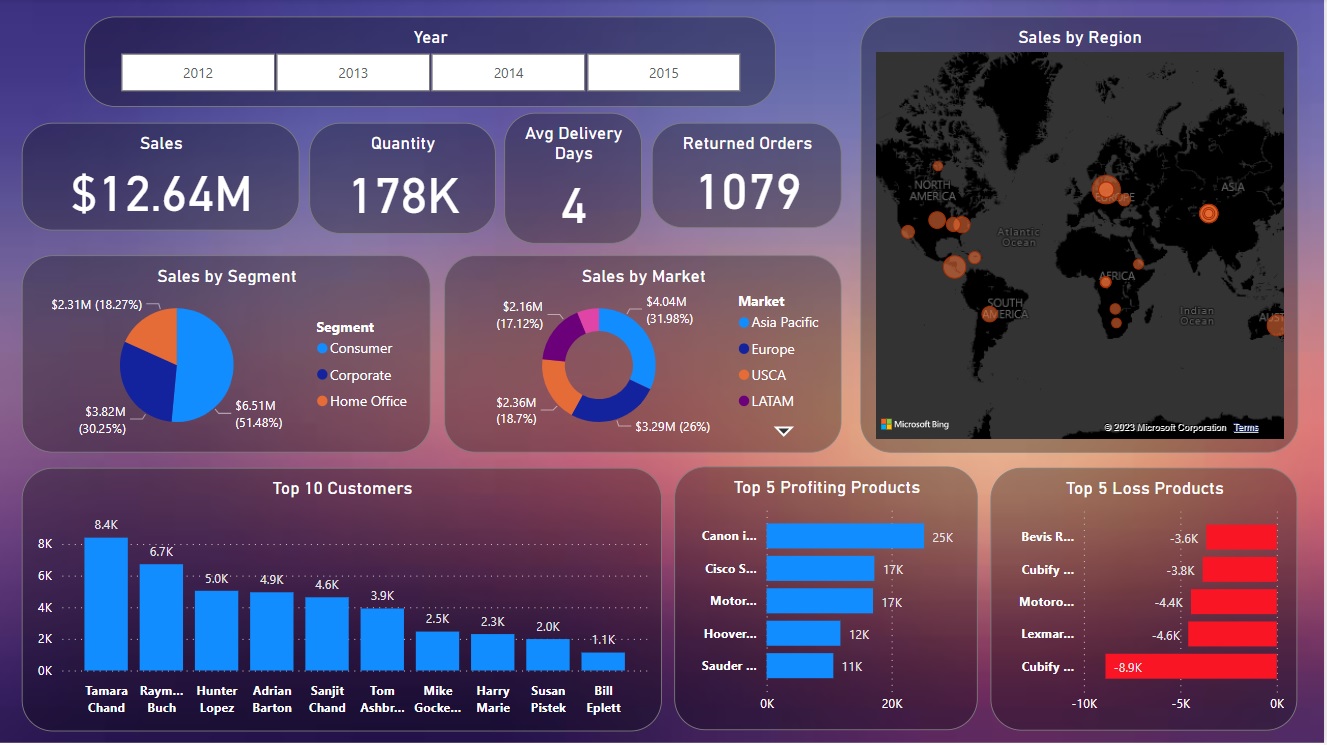 Year
2012
2013
2014
2015
Sales
$12.64M
Quantity
178K
Avg Delivery
Days
4
Returned Orders
1079
Sales by Region
NORTH
AMERICA
EUROPE
ASIA
Atlantic
Ocean
AFRICA
SOUTH
AMERICA
Indian
Ocean
AUST
Microsoft Bing
© 2023 Microsoft Corporation Terms
Sales by Segment
$2.31M (18.27%)
$3.82M
(30.25%)
$6.51M
(51.48%)
Segment
Consumer
Corporate
Home Office
Sales by Market
$2.16M
(17.12%)
$4.04M
(31.98%)
$2.36M
(18.7%)
$3.29M (26%)
Market
Asia Pacific
Europe
USCA
LATAM
Top 10 Customers
8K
6K
4K
2K
0K
8.4K
6.7K
5.0K
4.9K
4.6K
3.9K
2.5K
2.3K
2.0K
1.1K
Tamara
Chand
Raym...
Buch
Hunter
Lopez
Adrian
Barton
Sanjit
Chand
Tom
Ashbr...
Mike
Gocke...
Harry
Marie
Susan
Pistek
Bill
Eplett
Top 5 Profiting Products
Canon i... 25K
Cisco S... 17K
Motor... 17K
Hoover... 12K
Sauder ... 11K
0K 20K
Top 5 Loss Products
Bevis R... -3.6K
Cubify ... -3.8K
Motoro... -4.4K
Lexmar... -4.6K
Cubify ... -8.9K
-10K -5K 0K